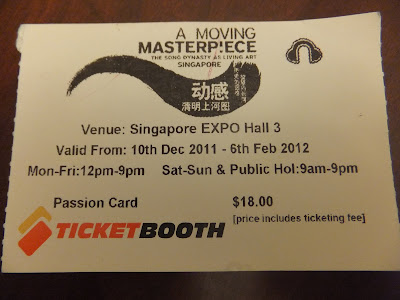 A MOVING
MASTERPIECE
THE SONG DYNASTY AS LIVING ART
SINGAPORE
动感
清明上河图
Venue: Singapore EXPO Hall 3
Valid From: 10th Dec 2011 - 6th Feb 2012
Mon-Fri:12pm-9pm Sat-Sun & Public Hol:9am-9pm
Passion Card $18.00
[price includes ticketing fee]
TICKETBOOTH